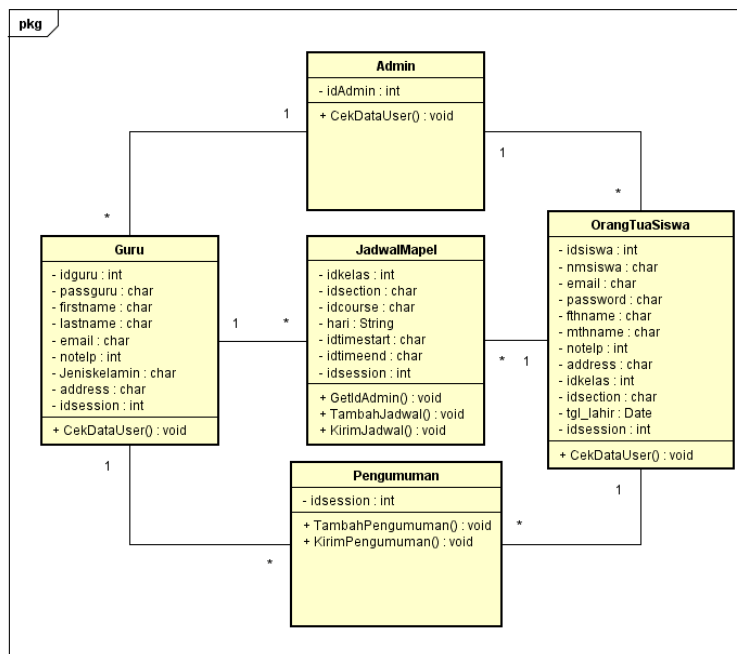 pkg
Admin
- idAdmin : int
+ CekDataUser() : void
1
1
*
*
Guru
- idguru : int
- passguru : char
- firstname : char
- lastname : char
- email : char
- notelp : int
- Jeniskelamin : char
- address : char
- idsession : int
+ CekDataUser() : void
1
*
JadwalMapel
- idkelas : int
- idsection : char
- idcourse : char
- hari : String
- idtimestart : char
- idtimeend : char
- idsession : int
+ GetIdAdmin() : void
+ TambahJadwal() : void
+ KirimJadwal() : void
*
1
OrangTuaSiswa
- idsiswa : int
- nmsiswa : char
- email : char
- password : char
- fthname : char
- mthname : char
- notelp : int
- address : char
- idkelas : int
- idsection : char
- tgl_lahir : Date
- idsession : int
+ CekDataUser() : void
1
1
Pengumuman
- idsession : int
+ TambahPengumuman() : void
+ KirimPengumuman() : void
*
*